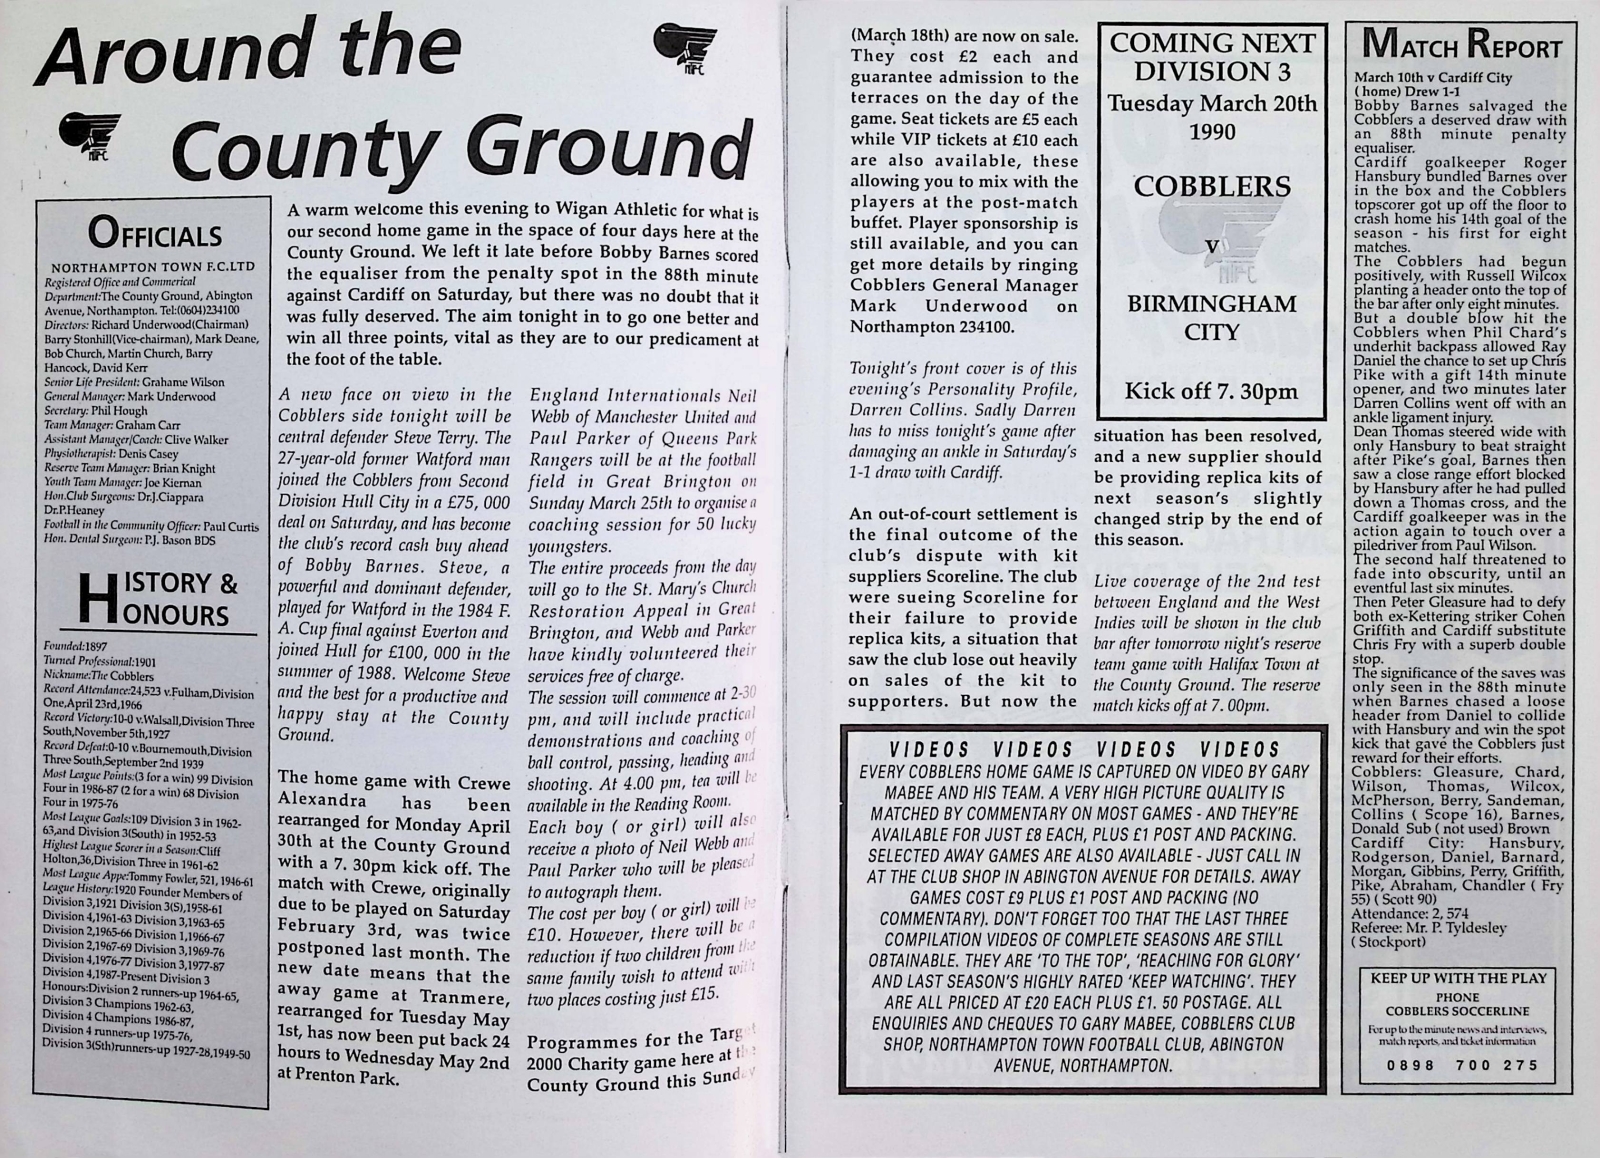 Around the
County Ground
OFFICIALS
NORTHAMPTON TOWN F.C.LTD
Registered Office and Commerical
Department:The County Ground, Abington
Avenue, Northampton. Tel:(0604)234100
Directors: Richard Underwood(Chairman)
Barry Stonhill(Vice-chairman), Mark Deane,
Bob Church, Martin Church, Barry
Hancock, David Kerr
Senior Life President: Grahame Wilson
General Manager: Mark Underwood
Secretary: Phil Hough
Team Manager: Graham Carr
Assistant Manager/Coach: Clive Walker
Physiotherapist: Denis Casey
Reserve Team Manager: Brian Knight
Youth Team Manager: Joe Kiernan
Hon.Club Surgeons: Dr.J.Ciappara
Dr.P.Heaney
Football in the Community Officer: Paul Curtis
Hon. Dental Surgeon: P.J. Bason BDS
HISTORY &
HONOURS
Founded:1897
Turned Professional:1901
Nickname:The Cobblers
Record Attendance:24,523 v.Fulham,Division
One,April 23rd,1966
Record Victory:10-0 v.Walsall,Division Three
South,November 5th,1927
Record Defeat:0-10 v.Bournemouth,Division
Three South,September 2nd 1939
Most League Points:(3 for a win) 99 Division
Four in 1986-87 (2 for a win) 68 Division
Four in 1975-76
Most League Goals:109 Division 3 in 1962-
63,and Division 3(South) in 1952-53
Highest League Scorer in a Season:Cliff
Holton,36,Division Three in 1961-62
Most League Appe:Tommy Fowler, 521, 1946-61
League History:1920 Founder Members of
Division 3,1921 Division 3(S),1958-61
Division 4,1961-63 Division 3,1963-65
Division 2,1965-66 Division 1,1966-67
Division 2,1967-69 Division 3,1969-76
Division 4,1976-77 Division 3,1977-87
Division 4,1987-Present Division 3
Honours:Division 2 runners-up 1964-65,
Division 3 Champions 1962-63,
Division 4 Champions 1986-87,
Division 4 runners-up 1975-76,
Division 3(Sth)runners-up 1927-28,1949-50
A warm welcome this evening to Wigan Athletic for what is
our second home game in the space of four days here at the
County Ground. We left it late before Bobby Barnes scored
the equaliser from the penalty spot in the 88th minute
against Cardiff on Saturday, but there was no doubt that it
was fully deserved. The aim tonight in to go one better and
win all three points, vital as they are to our predicament at
the foot of the table.
A new face on view in the
Cobblers side tonight will be
central defender Steve Terry. The
27-year-old former Watford man
joined the Cobblers from Second
Division Hull City in a £75, 000
deal on Saturday, and has become
the club's record cash buy ahead
of Bobby Barnes. Steve, a
powerful and dominant defender,
played for Watford in the 1984 F.
A. Cup final against Everton and
joined Hull for £100, 000 in the
summer of 1988. Welcome Steve
and the best for a productive and
happy stay at the County
Ground.
The home game with Crewe
Alexandra has been
rearranged for Monday April
30th at the County Ground
with a 7. 30pm kick off. The
match with Crewe, originally
due to be played on Saturday
February 3rd, was twice
postponed last month. The
new date means that the
away game at Tranmere,
rearranged for Tuesday May
1st, has now been put back 24
hours to Wednesday May 2nd
at Prenton Park.
England Internationals Neil
Webb of Manchester United and
Paul Parker of Queens Park
Rangers will be at the football
field in Great Brington on
Sunday March 25th to organise a
coaching session for 50 lucky
youngsters.
The entire proceeds from the day
will go to the St. Mary's Church
Restoration Appeal in Great
Brington, and Webb and Parker
have kindly volunteered their
services free of charge.
The session will commence at 2-30
pm, and will include practical
demonstrations and coaching of
ball control, passing, heading and
shooting. At 4.00 pm, tea will be
available in the Reading Room.
Each boy ( or girl) will also
receive a photo of Neil Webb and
Paul Parker who will be pleased
to autograph them.
The cost per boy ( or girl) will be
£10. However, there will be a
reduction if two children from the
same family wish to attend with
two places costing just £15.
Programmes for the Target
2000 Charity game here at the
County Ground this Sunday
(March 18th) are now on sale.
They cost £2 each and
guarantee admission to the
terraces on the day of the
game. Seat tickets are £5 each
while VIP tickets at £10 each
are also available, these
allowing you to mix with the
players at the post-match
buffet. Player sponsorship is
still available, and you can
get more details by ringing
Cobblers General Manager
Mark Underwood on
Northampton 234100.
Tonight's front cover is of this
evening's Personality Profile,
Darren Collins. Sadly Darren
has to miss tonight's game after
damaging an ankle in Saturday's
1-1 draw with Cardiff.
An out-of-court settlement is
the final outcome of the
club's dispute with kit
suppliers Scoreline. The club
were sueing Scoreline for
their failure to provide
replica kits, a situation that
saw the club lose out heavily
on sales of the kit to
supporters. But now the
COMING NEXT
DIVISION 3
Tuesday March 20th
1990
COBBLERS
v
BIRMINGHAM
CITY
Kick off 7. 30pm
situation has been resolved,
and a new supplier should
be providing replica kits of
next season's slightly
changed strip by the end of
this season.
Live coverage of the 2nd test
between England and the West
Indies will be shown in the club
bar after tomorrow night's reserve
team game with Halifax Town at
the County Ground. The reserve
match kicks off at 7. 00pm.
VIDEOS VIDEOS VIDEOS VIDEOS
EVERY COBBLERS HOME GAME IS CAPTURED ON VIDEO BY GARY
MABEE AND HIS TEAM. A VERY HIGH PICTURE QUALITY IS
MATCHED BY COMMENTARY ON MOST GAMES - AND THEY'RE
AVAILABLE FOR JUST £8 EACH, PLUS £1 POST AND PACKING.
SELECTED AWAY GAMES ARE ALSO AVAILABLE - JUST CALL IN
AT THE CLUB SHOP IN ABINGTON AVENUE FOR DETAILS. AWAY
GAMES COST £9 PLUS £1 POST AND PACKING (NO
COMMENTARY). DON'T FORGET TOO THAT THE LAST THREE
COMPILATION VIDEOS OF COMPLETE SEASONS ARE STILL
OBTAINABLE. THEY ARE 'TO THE TOP', 'REACHING FOR GLORY'
AND LAST SEASON'S HIGHLY RATED 'KEEP WATCHING'. THEY
ARE ALL PRICED AT £20 EACH PLUS £1. 50 POSTAGE. ALL
ENQUIRIES AND CHEQUES TO GARY MABEE, COBBLERS CLUB
SHOP, NORTHAMPTON TOWN FOOTBALL CLUB, ABINGTON
AVENUE, NORTHAMPTON.
MATCH REPORT
March 10th v Cardiff City
( home) Drew 1-1
Bobby Barnes salvaged the
Cobblers a deserved draw with
an 88th minute penalty
equaliser.
Cardiff goalkeeper Roger
Hansbury bundled Barnes over
in the box and the Cobblers
topscorer got up off the floor to
crash home his 14th goal of the
season - his first for eight
matches.
The Cobblers had begun
positively, with Russell Wilcox
planting a header onto the top of
the bar after only eight minutes.
But a double blow hit the
Cobblers when Phil Chard's
underhit backpass allowed Ray
Daniel the chance to set up Chris
Pike with a gift 14th minute
opener, and two minutes later
Darren Collins went off with an
ankle ligament injury.
Dean Thomas steered wide with
only Hansbury to beat straight
after Pike's goal, Barnes then
saw a close range effort blocked
by Hansbury after he had pulled
down a Thomas cross, and the
Cardiff goalkeeper was in the
action again to touch over a
piledriver from Paul Wilson.
The second half threatened to
fade into obscurity, until an
eventful last six minutes.
Then Peter Gleasure had to defy
both ex-Kettering striker Cohen
Griffith and Cardiff substitute
Chris Fry with a superb double
stop.
The significance of the saves was
only seen in the 88th minute
when Barnes chased a loose
header from Daniel to collide
with Hansbury and win the spot
kick that gave the Cobblers just
reward for their efforts.
Cobblers: Gleasure, Chard,
Wilson, Thomas, Wilcox,
McPherson, Berry, Sandeman,
Collins ( Scope 16), Barnes,
Donald Sub ( not used) Brown
Cardiff City: Hansbury,
Rodgerson, Daniel, Barnard,
Morgan, Gibbins, Perry, Griffith,
Pike, Abraham, Chandler ( Fry
55) ( Scott 90)
Attendance: 2, 574
Referee: Mr. P. Tyldesley
( Stockport)
KEEP UP WITH THE PLAY
PHONE
COBBLERS SOCCERLINE
For up to the minute news and interviews,
match reports, and ticket information
0898 700 275